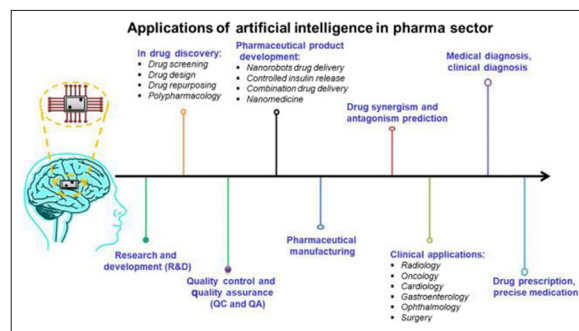 Applications of artificial intelligence in pharma sector
In drug discovery:
• Drug screening
• Drug design
• Drug repurposing
• Polypharmacology
Pharmaceutical product
development:
• Nanorobots drug delivery
• Controlled insulin release
• Combination drug delivery
• Nanomedicine
Drug synergism and
antagonism prediction
Medical diagnosis,
clinical diagnosis
Research and
development (R&D)
Quality control and
quality assurance
(QC and QA)
Pharmaceutical
manufacturing
Clinical applications:
• Radiology
• Oncology
• Cardiology
• Gastroenterology
• Ophthalmology
• Surgery
Drug prescription,
precise medication